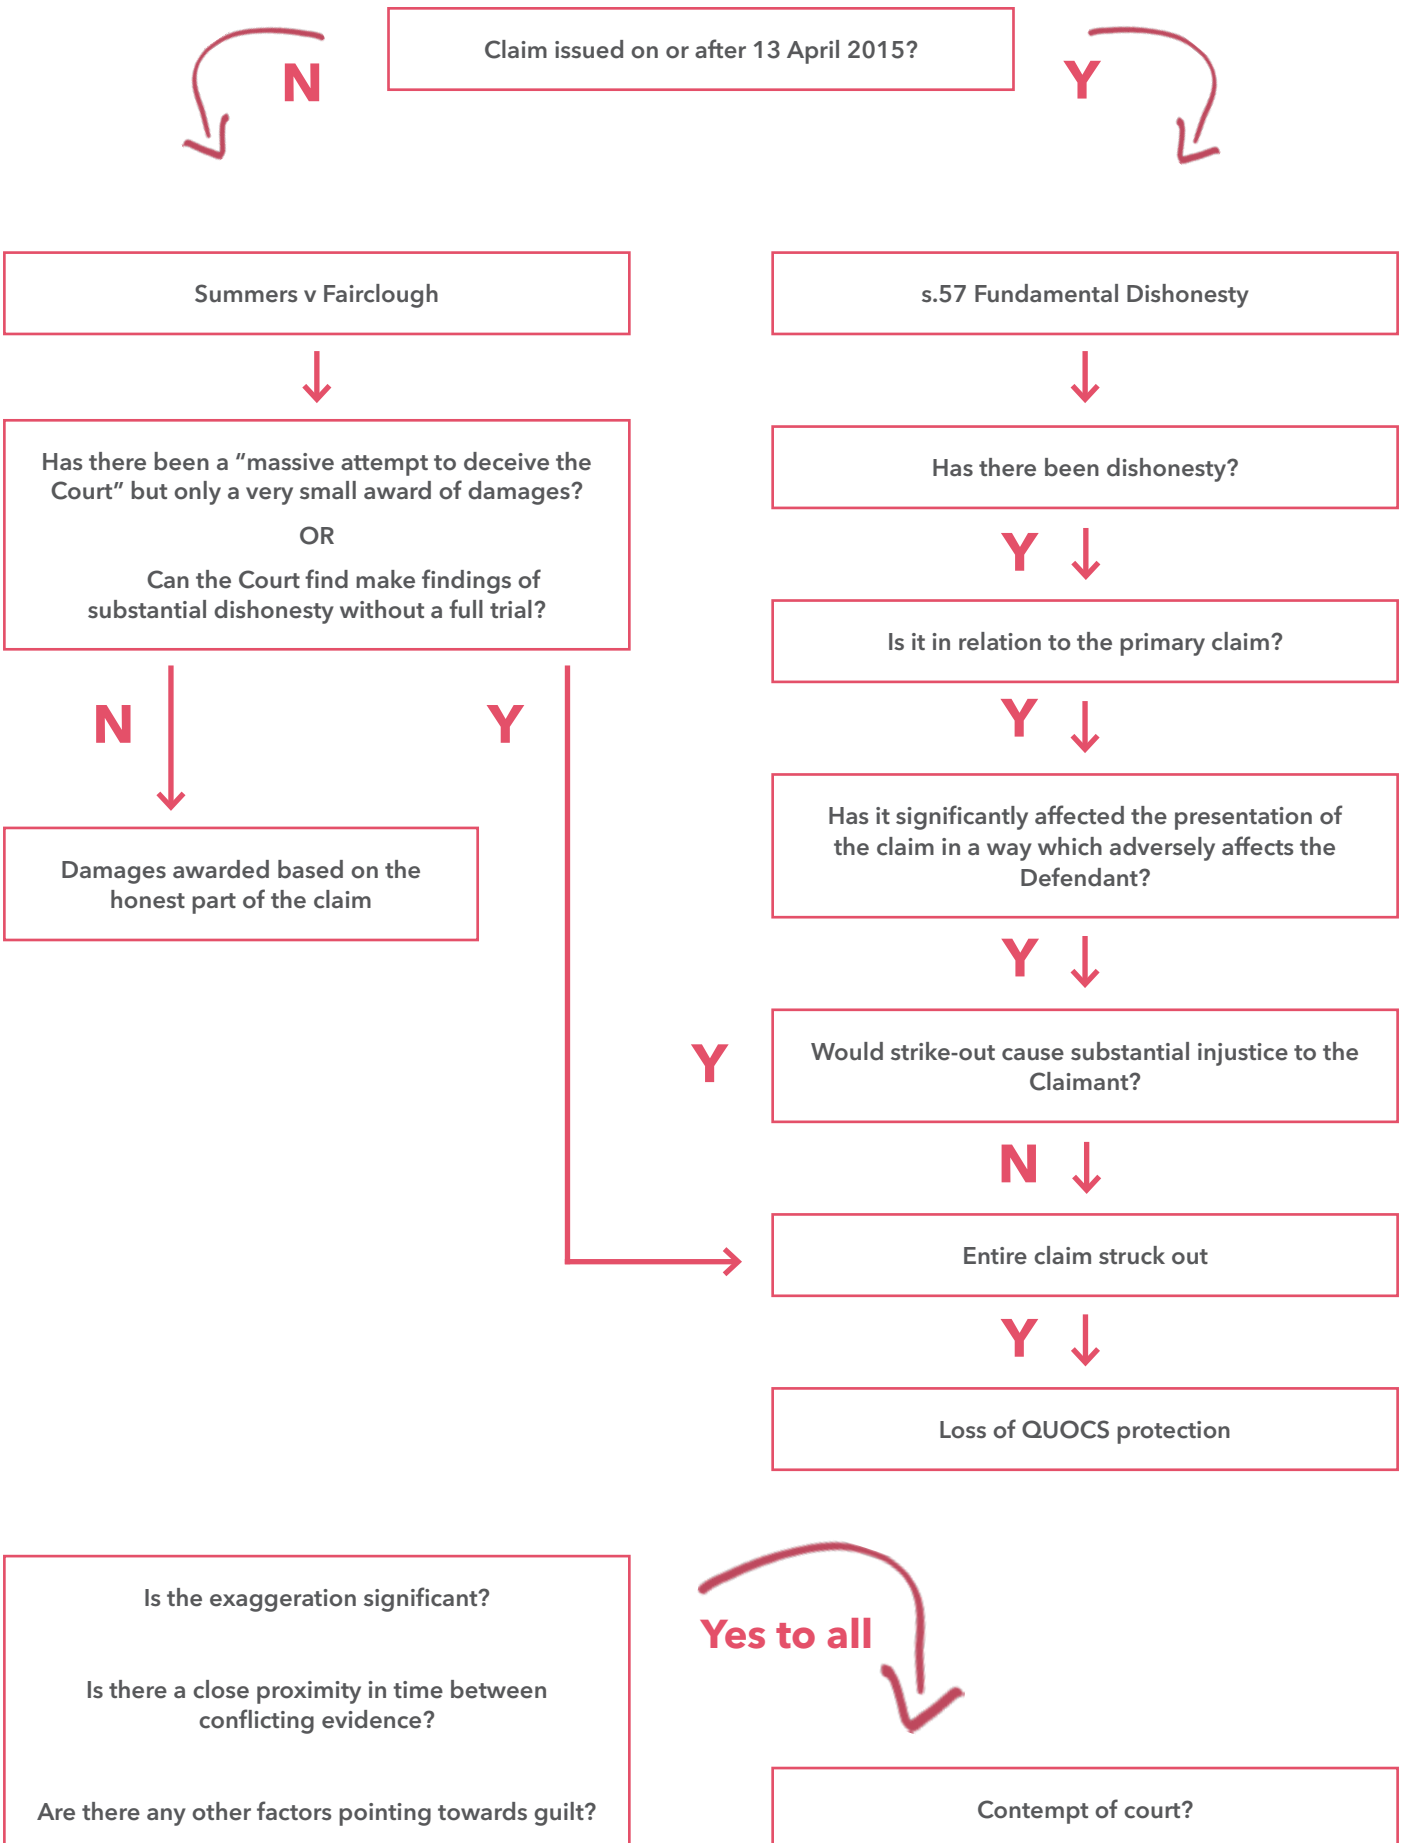 Claim issued on or after 13 April 2015?
N
Y
Summers v Fairclough
s.57 Fundamental Dishonesty
Has there been a “massive attempt to deceive the
Court” but only a very small award of damages?
OR
Can the Court find make findings of
substantial dishonesty without a full trial?
Has there been dishonesty?
Y
Is it in relation to the primary claim?
N
Y
Y
Has it significantly affected the presentation of
the claim in a way which adversely affects the
Defendant?
Damages awarded based on the
honest part of the claim
Y
Y
Would strike-out cause substantial injustice to the
Claimant?
N
Entire claim struck out
Y
Loss of QUOCS protection
Is the exaggeration significant?
Yes to all
Is there a close proximity in time between
conflicting evidence?
Are there any other factors pointing towards guilt?
Contempt of court?